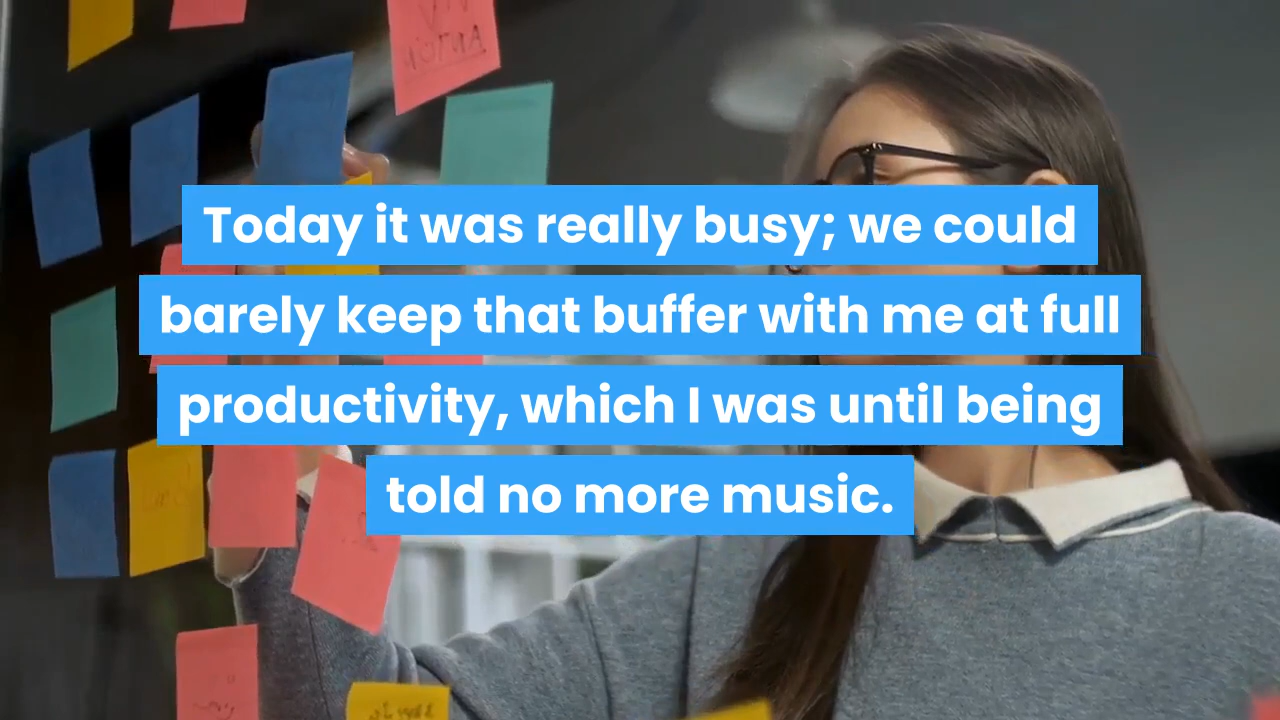 Today it was really busy; we could
barely keep that buffer with me at full
productivity, which I was until being
told no more music.